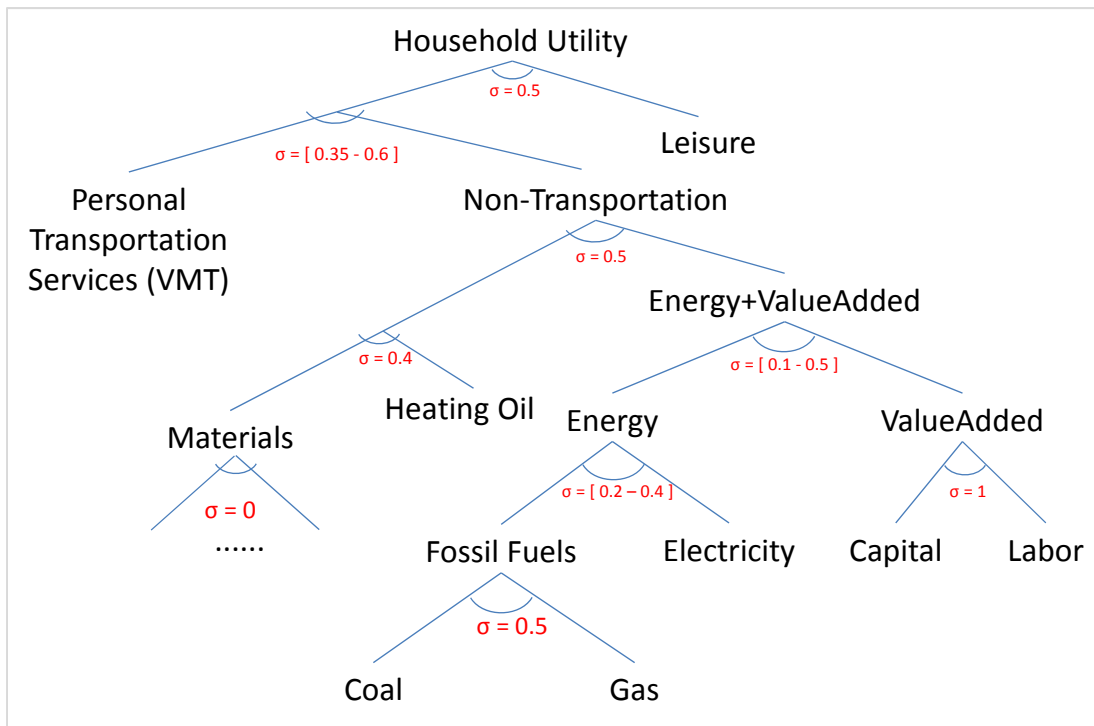 Household Utility
σ = 0.5
σ = [ 0.35 - 0.6 ]
Leisure
Personal
Transportation
Services (VMT)
Non-Transportation
σ = 0.5
Energy+ValueAdded
σ = 0.4
σ = [ 0.1 - 0.5 ]
Heating Oil
Materials
Energy
ValueAdded
σ = 0
......
σ = [ 0.2 – 0.4 ]
σ = 1
Fossil Fuels
Electricity
Capital
Labor
σ = 0.5
Coal
Gas